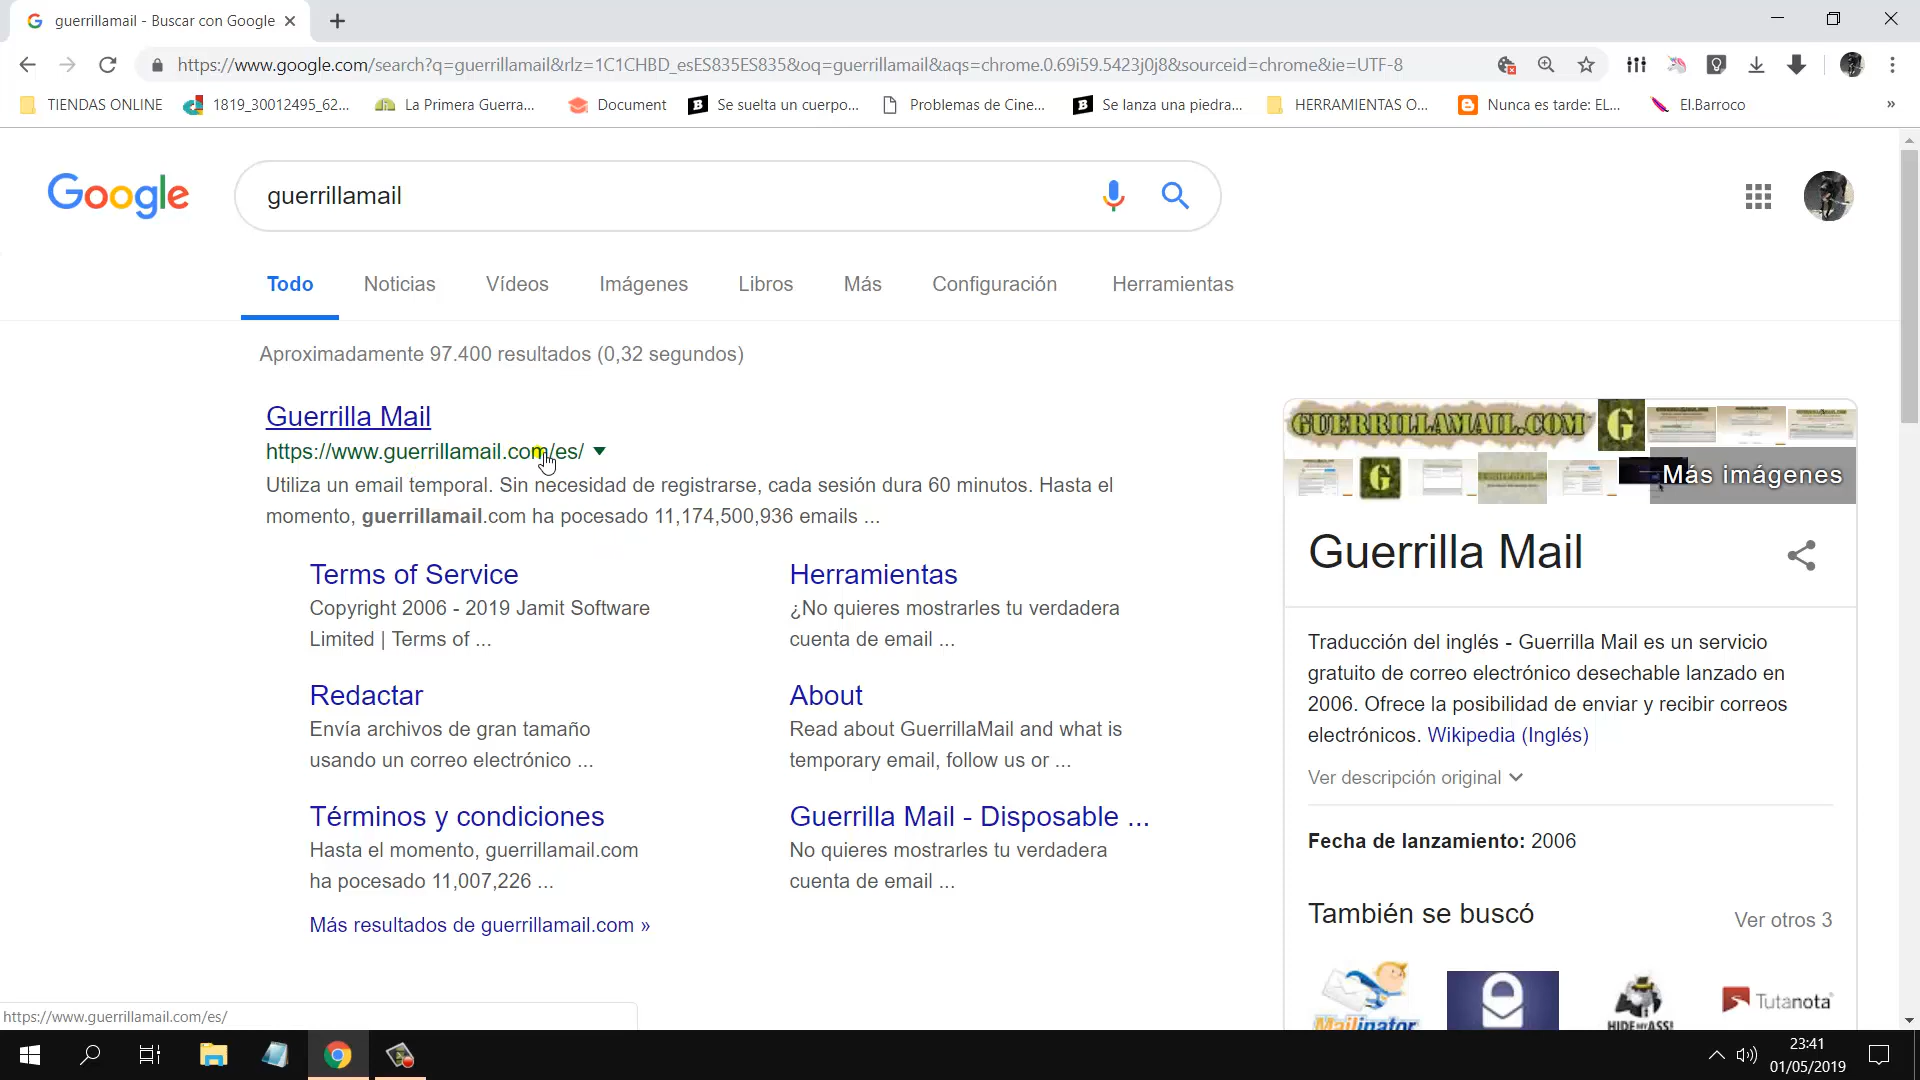 guerrillamail - Buscar con Google
https://www.google.com/search?q=guerrillamail&rlz=1C1CHBD_esES835ES835&oq=guerrillamail&aqs=chrome.0.69i59.5423j0j8&sourceid=chrome&ie=UTF-8
TIENDAS ONLINE 1819_30012495_62... La Primera Guerra... Document Se suelta un cuerpo... Problemas de Cine... Se lanza una piedra... HERRAMIENTAS O... Nunca es tarde: EL... El.Barroco »
Google guerrillamail
Todo Noticias Vídeos Imágenes Libros Más Configuración Herramientas
Aproximadamente 97.400 resultados (0,32 segundos)
Guerrilla Mail
https://www.guerrillamail.com/es/
Utiliza un email temporal. Sin necesidad de registrarse, cada sesión dura 60 minutos. Hasta el
momento, guerrillamail.com ha pocesado 11,174,500,936 emails ...
Terms of Service
Copyright 2006 - 2019 Jamit Software
Limited | Terms of ...
Herramientas
¿No quieres mostrarles tu verdadera
cuenta de email ...
Redactar
Envía archivos de gran tamaño
usando un correo electrónico ...
About
Read about GuerrillaMail and what is
temporary email, follow us or ...
Términos y condiciones
Hasta el momento, guerrillamail.com
ha pocesado 11,007,226 ...
Guerrilla Mail - Disposable ...
No quieres mostrarles tu verdadera
cuenta de email ...
Más resultados de guerrillamail.com »
GUERRILLAMAIL.COM G
G
Más imágenes
Guerrilla Mail
Traducción del inglés - Guerrilla Mail es un servicio
gratuito de correo electrónico desechable lanzado en
2006. Ofrece la posibilidad de enviar y recibir correos
electrónicos. Wikipedia (Inglés)
Ver descripción original
Fecha de lanzamiento: 2006
También se buscó Ver otros 3
Mailinator HIDE MY ASS! Tutanota
https://www.guerrillamail.com/es/
23:41
01/05/2019